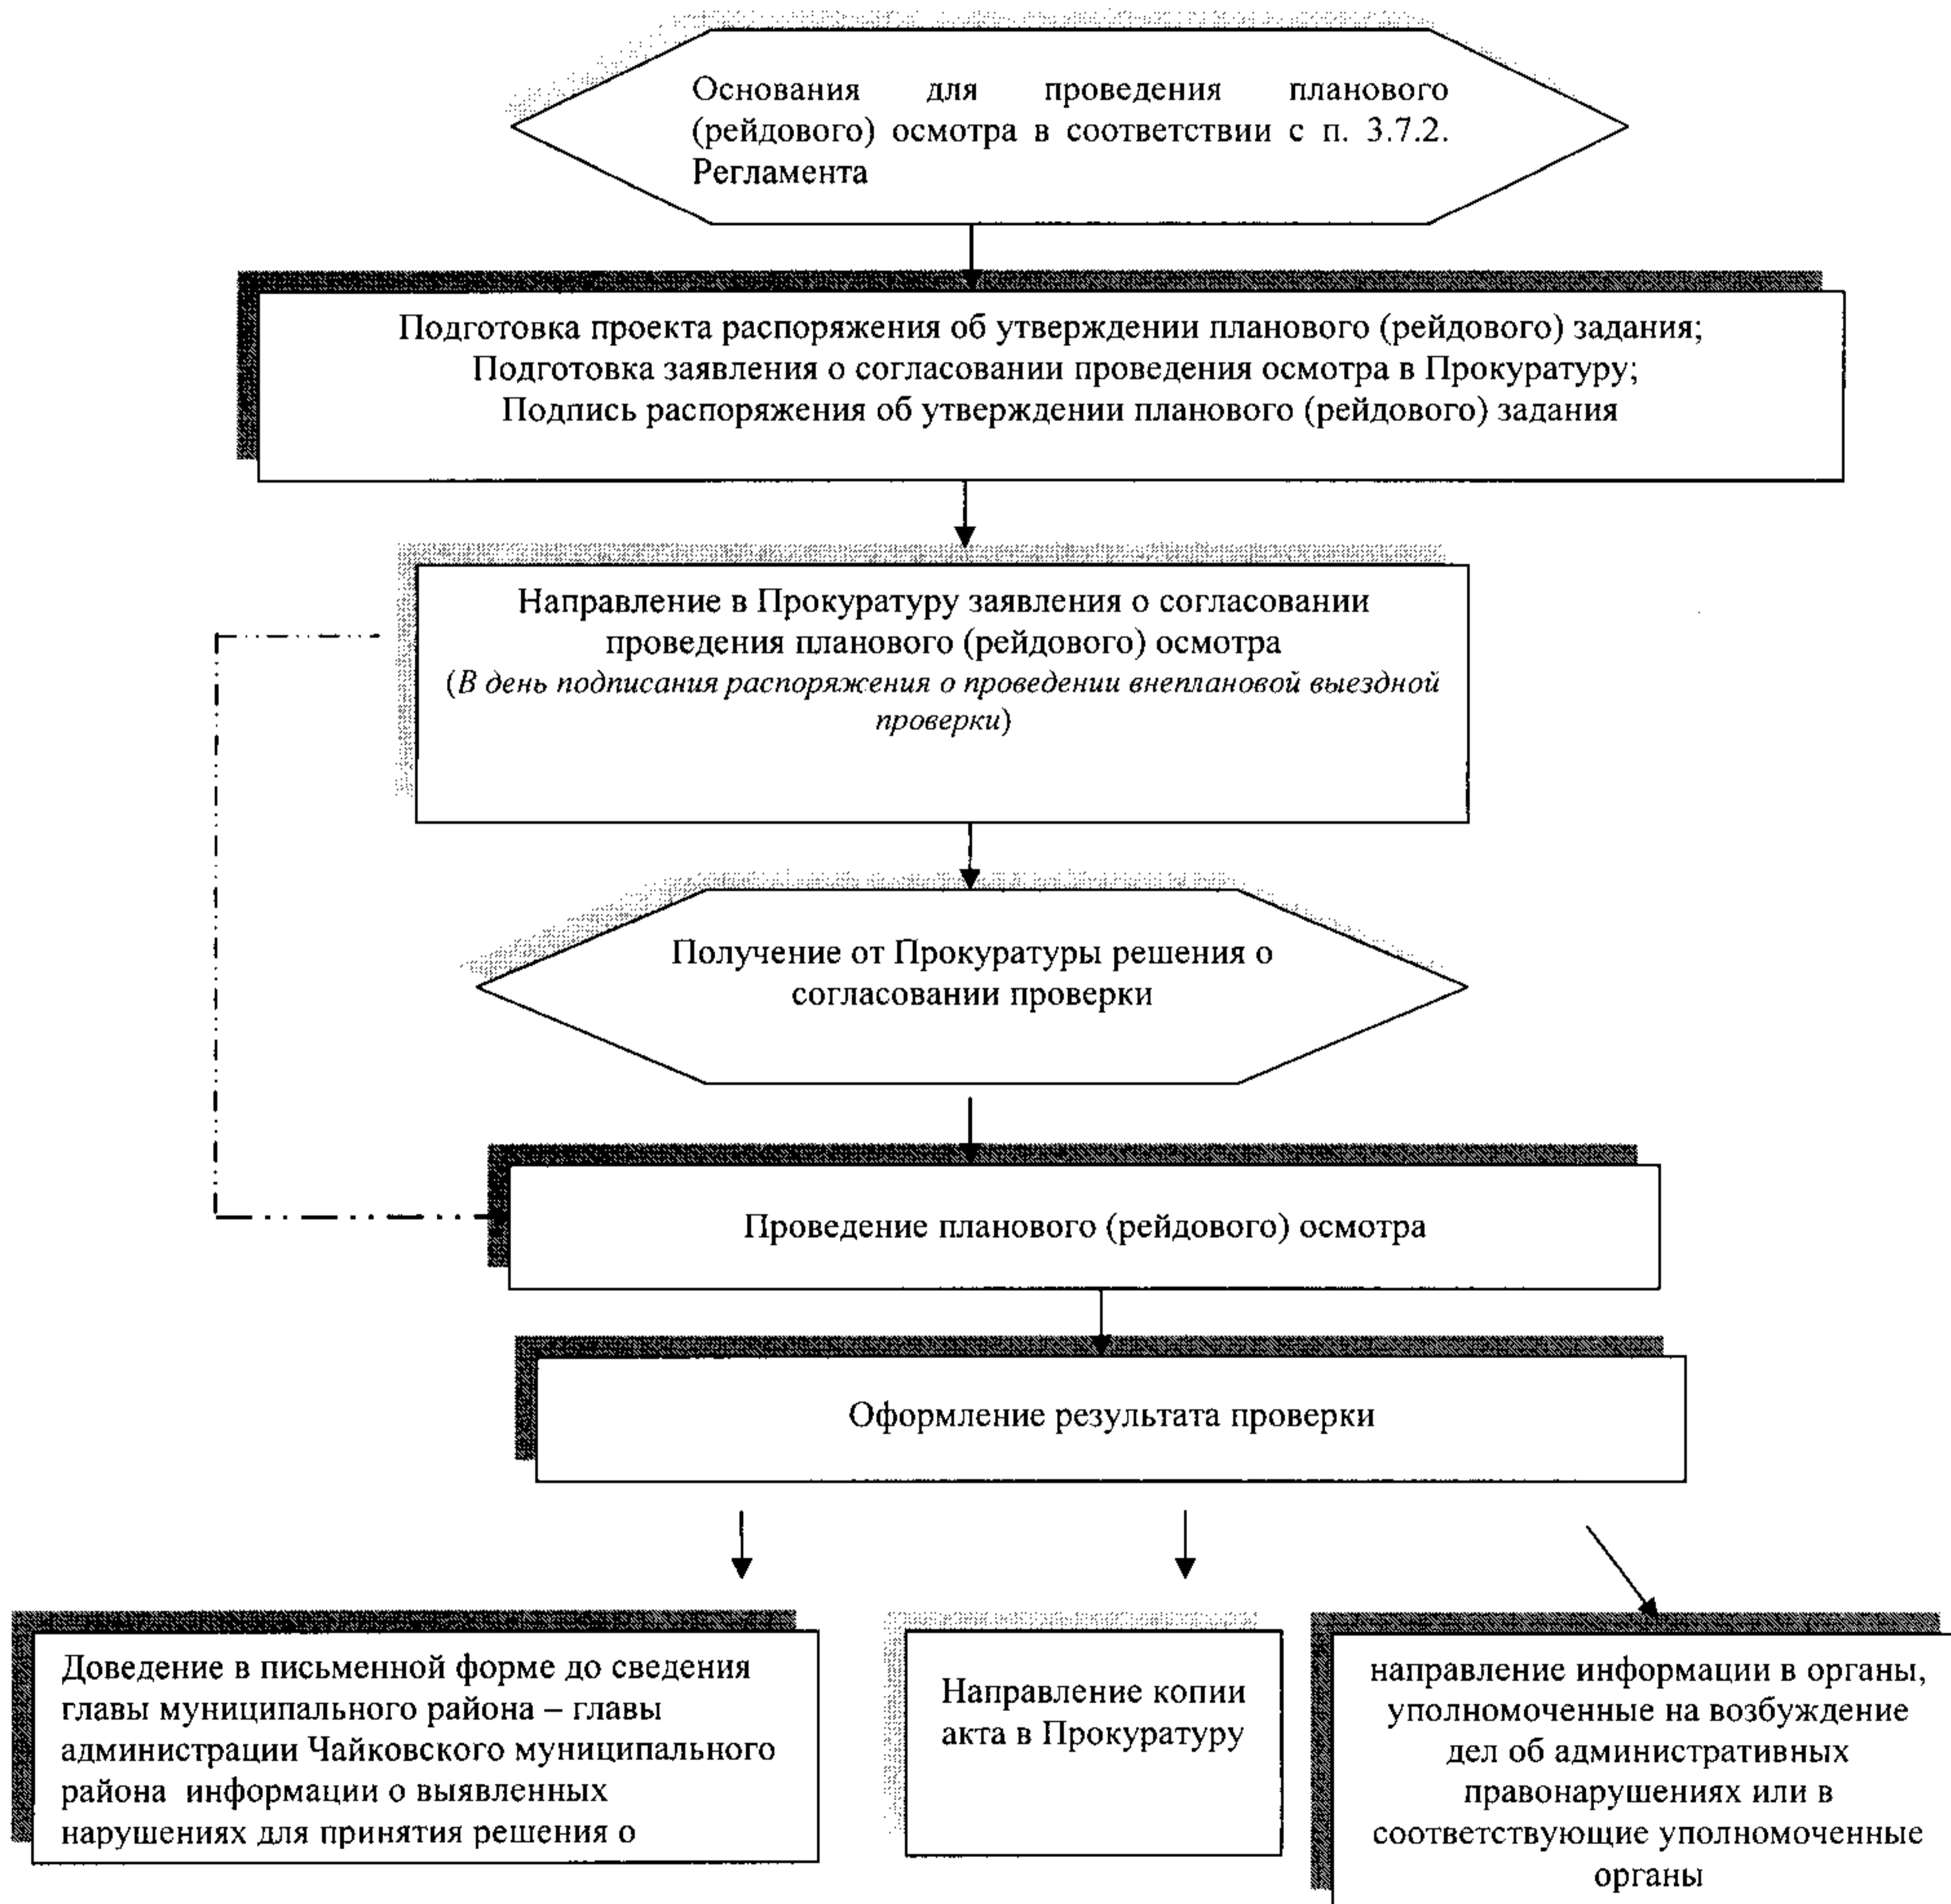 Основания для проведения планового
(рейдового) осмотра в соответствии с п. 3.7.2.
Регламента
Подготовка проекта распоряжения об утверждении планового (рейдового) задания;
Подготовка заявления о согласовании проведения осмотра в Прокуратуру;
Подпись распоряжения об утверждении планового (рейдового) задания
Направление в Прокуратуру заявления о согласовании
проведения планового (рейдового) осмотра
(В день подписания распоряжения о проведении внеплановой выездной
проверки)
Получение от Прокуратуры решения о
согласовании проверки
Проведение планового (рейдового) осмотра
Оформление результата проверки
Доведение в письменной форме до сведения
главы муниципального района – главы
администрации Чайковского муниципального
района информации о выявленных
нарушениях для принятия решения о
Направление копии
акта в Прокуратуру
направление информации в органы,
уполномоченные на возбуждение
дел об административных
правонарушениях или в
соответствующие уполномоченные
органы